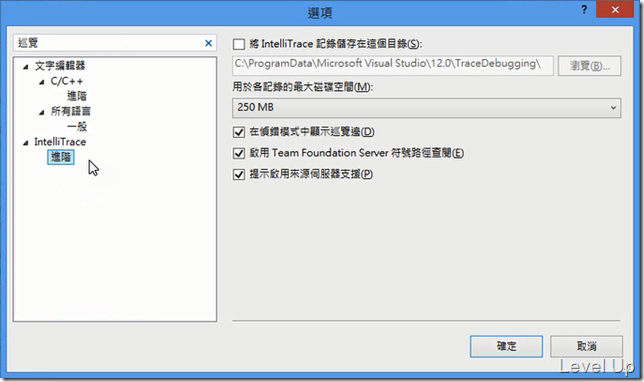 選項
?
巡覽
文字編輯器
C/C++
進階
所有語言
一般
IntelliTrace
進階
將 IntelliTrace 記錄儲存在這個目錄(S):
C:\ProgramData\Microsoft Visual Studio\12.0\TraceDebugging\
瀏覽(B)...
用於各記錄的最大磁碟空間(M):
250 MB
在偵錯模式中顯示巡覽邊(D)
啟用 Team Foundation Server 符號路徑查閱(E)
提示啟用來源伺服器支援(P)
確定
取消
Level Up